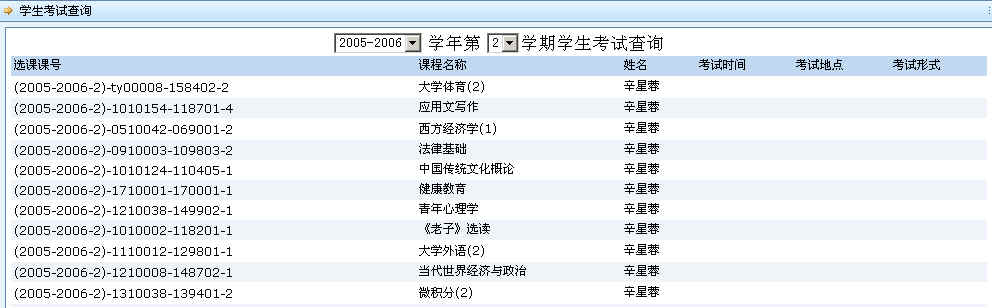 学生考试查询
2005-2006 学年第 2 学期学生考试查询
选课课号 课程名称 姓名 考试时间 考试地点 考试形式
(2005-2006-2)-ty00008-158402-2 大学体育(2) 辛星蓉
(2005-2006-2)-1010154-118701-4 应用文写作 辛星蓉
(2005-2006-2)-0510042-069001-2 西方经济学(1) 辛星蓉
(2005-2006-2)-0910003-109803-2 法律基础 辛星蓉
(2005-2006-2)-1010124-110405-1 中国传统文化概论 辛星蓉
(2005-2006-2)-1710001-170001-1 健康教育 辛星蓉
(2005-2006-2)-1210038-149902-1 青年心理学 辛星蓉
(2005-2006-2)-1010002-118201-1 《老子》选读 辛星蓉
(2005-2006-2)-1110012-129801-1 大学外语(2) 辛星蓉
(2005-2006-2)-1210008-148702-1 当代世界经济与政治 辛星蓉
(2005-2006-2)-1310038-139401-2 微积分(2) 辛星蓉